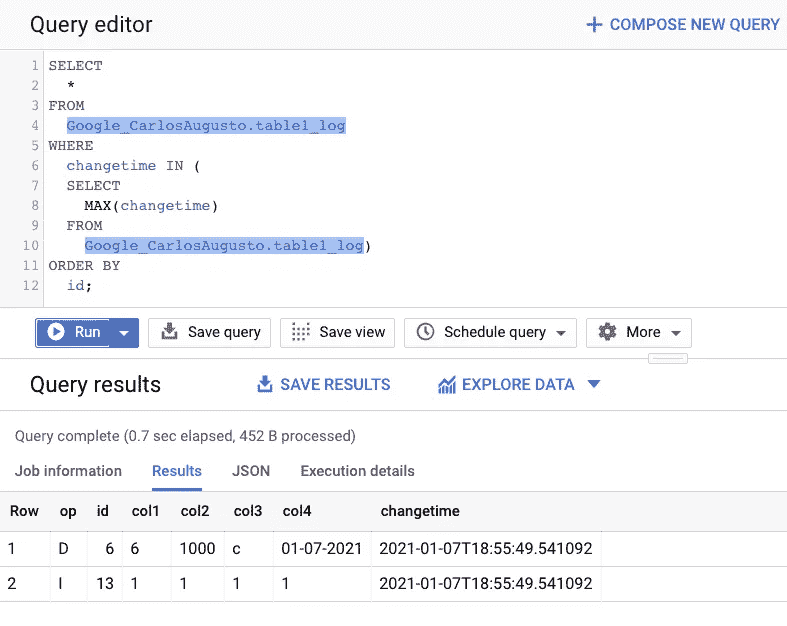 Query editor
+ COMPOSE NEW QUERY
1 SELECT
2 *
3 FROM
4 Google_CarlosAugusto.table1_log
5 WHERE
6 changetime IN (
7 SELECT
8 MAX(changetime)
9 FROM
10 Google_CarlosAugusto.table1_log)
11 ORDER BY
12 id;
Run Save query Save view Schedule query More
Query results SAVE RESULTS EXPLORE DATA
Query complete (0.7 sec elapsed, 452 B processed)
Job information Results JSON Execution details
Row op id col1 col2 col3 col4 changetime
1 D 6 6 1000 c 01-07-2021 2021-01-07T18:55:49.541092
2 I 13 1 1 1 1 2021-01-07T18:55:49.541092